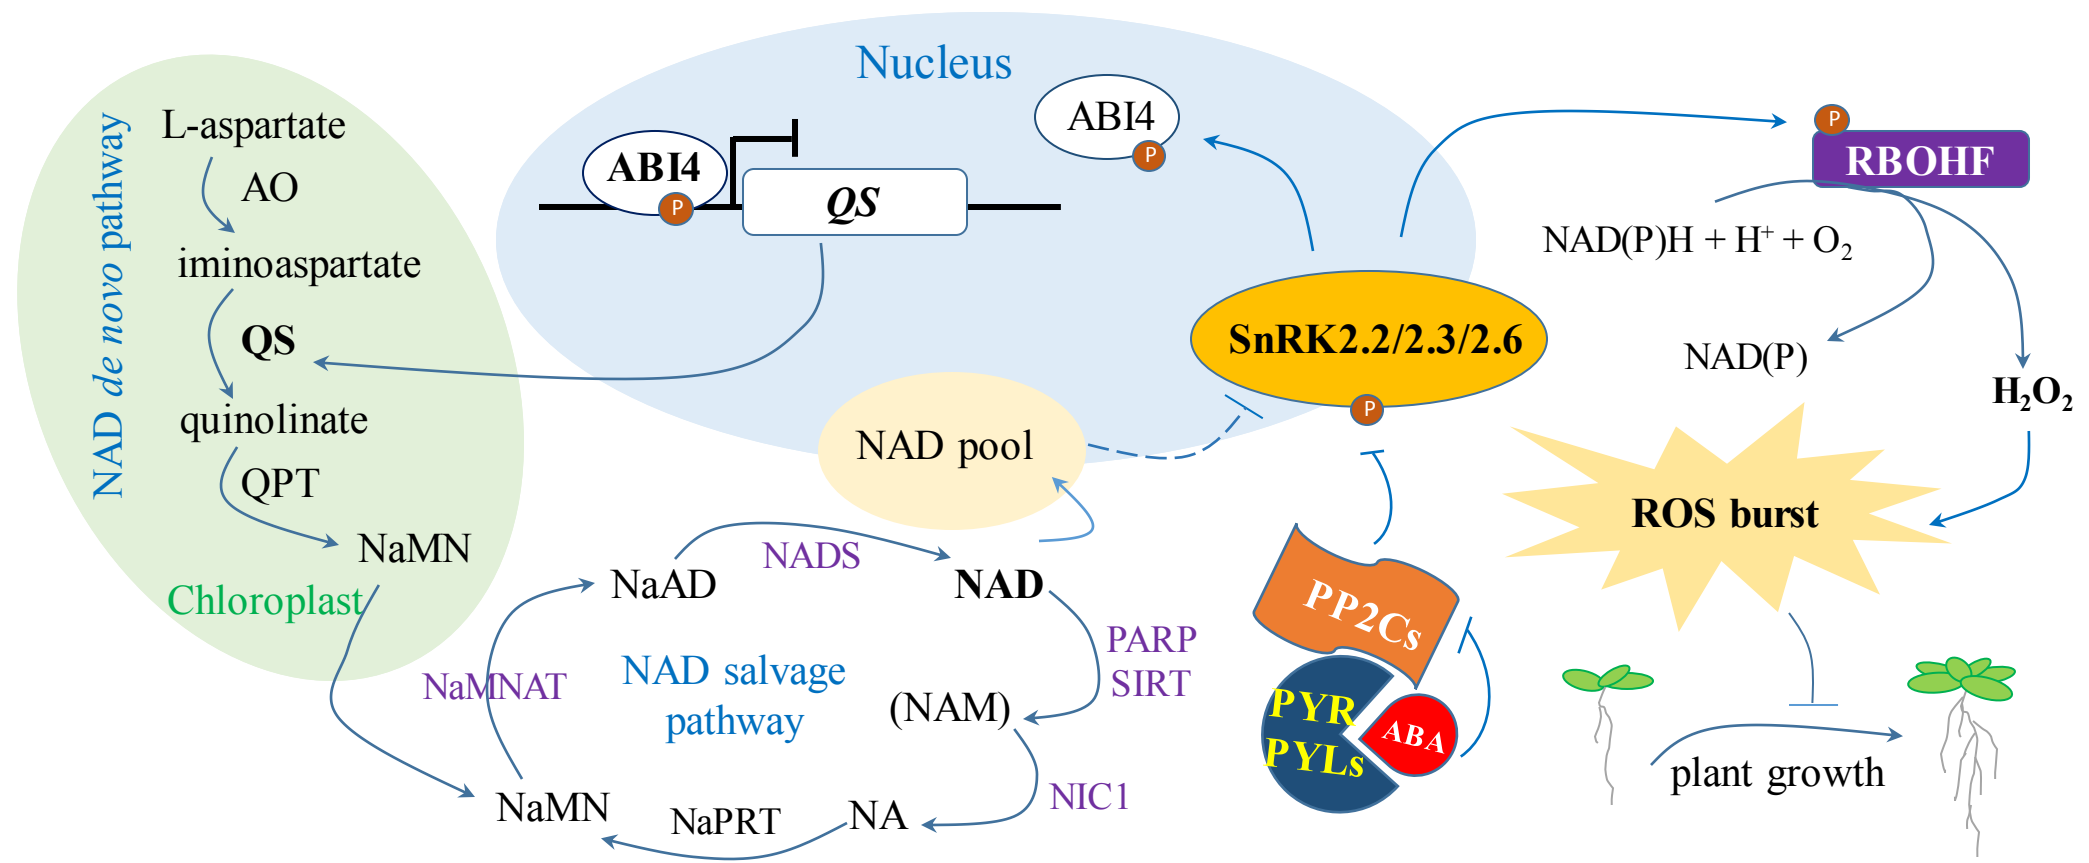 Nucleus
NAD de novo pathway
L-aspartate
AO
iminoaspartate
QS
quinolinate
QPT
NaMN
Chloroplast
ABI4
P
QS
ABI4
P
SnRK2.2/2.3/2.6
P
P
RBOHF
NAD(P)H + H⁺ + O₂
NAD(P)
H₂O₂
ROS burst
NAD pool
NaAD
NADS
NAD
PARP
SIRT
NaMNAT
NAD salvage
pathway
(NAM)
NIC1
NaMN
NaPRT
NA
PP2Cs
PYR
PYLs
ABA
plant growth